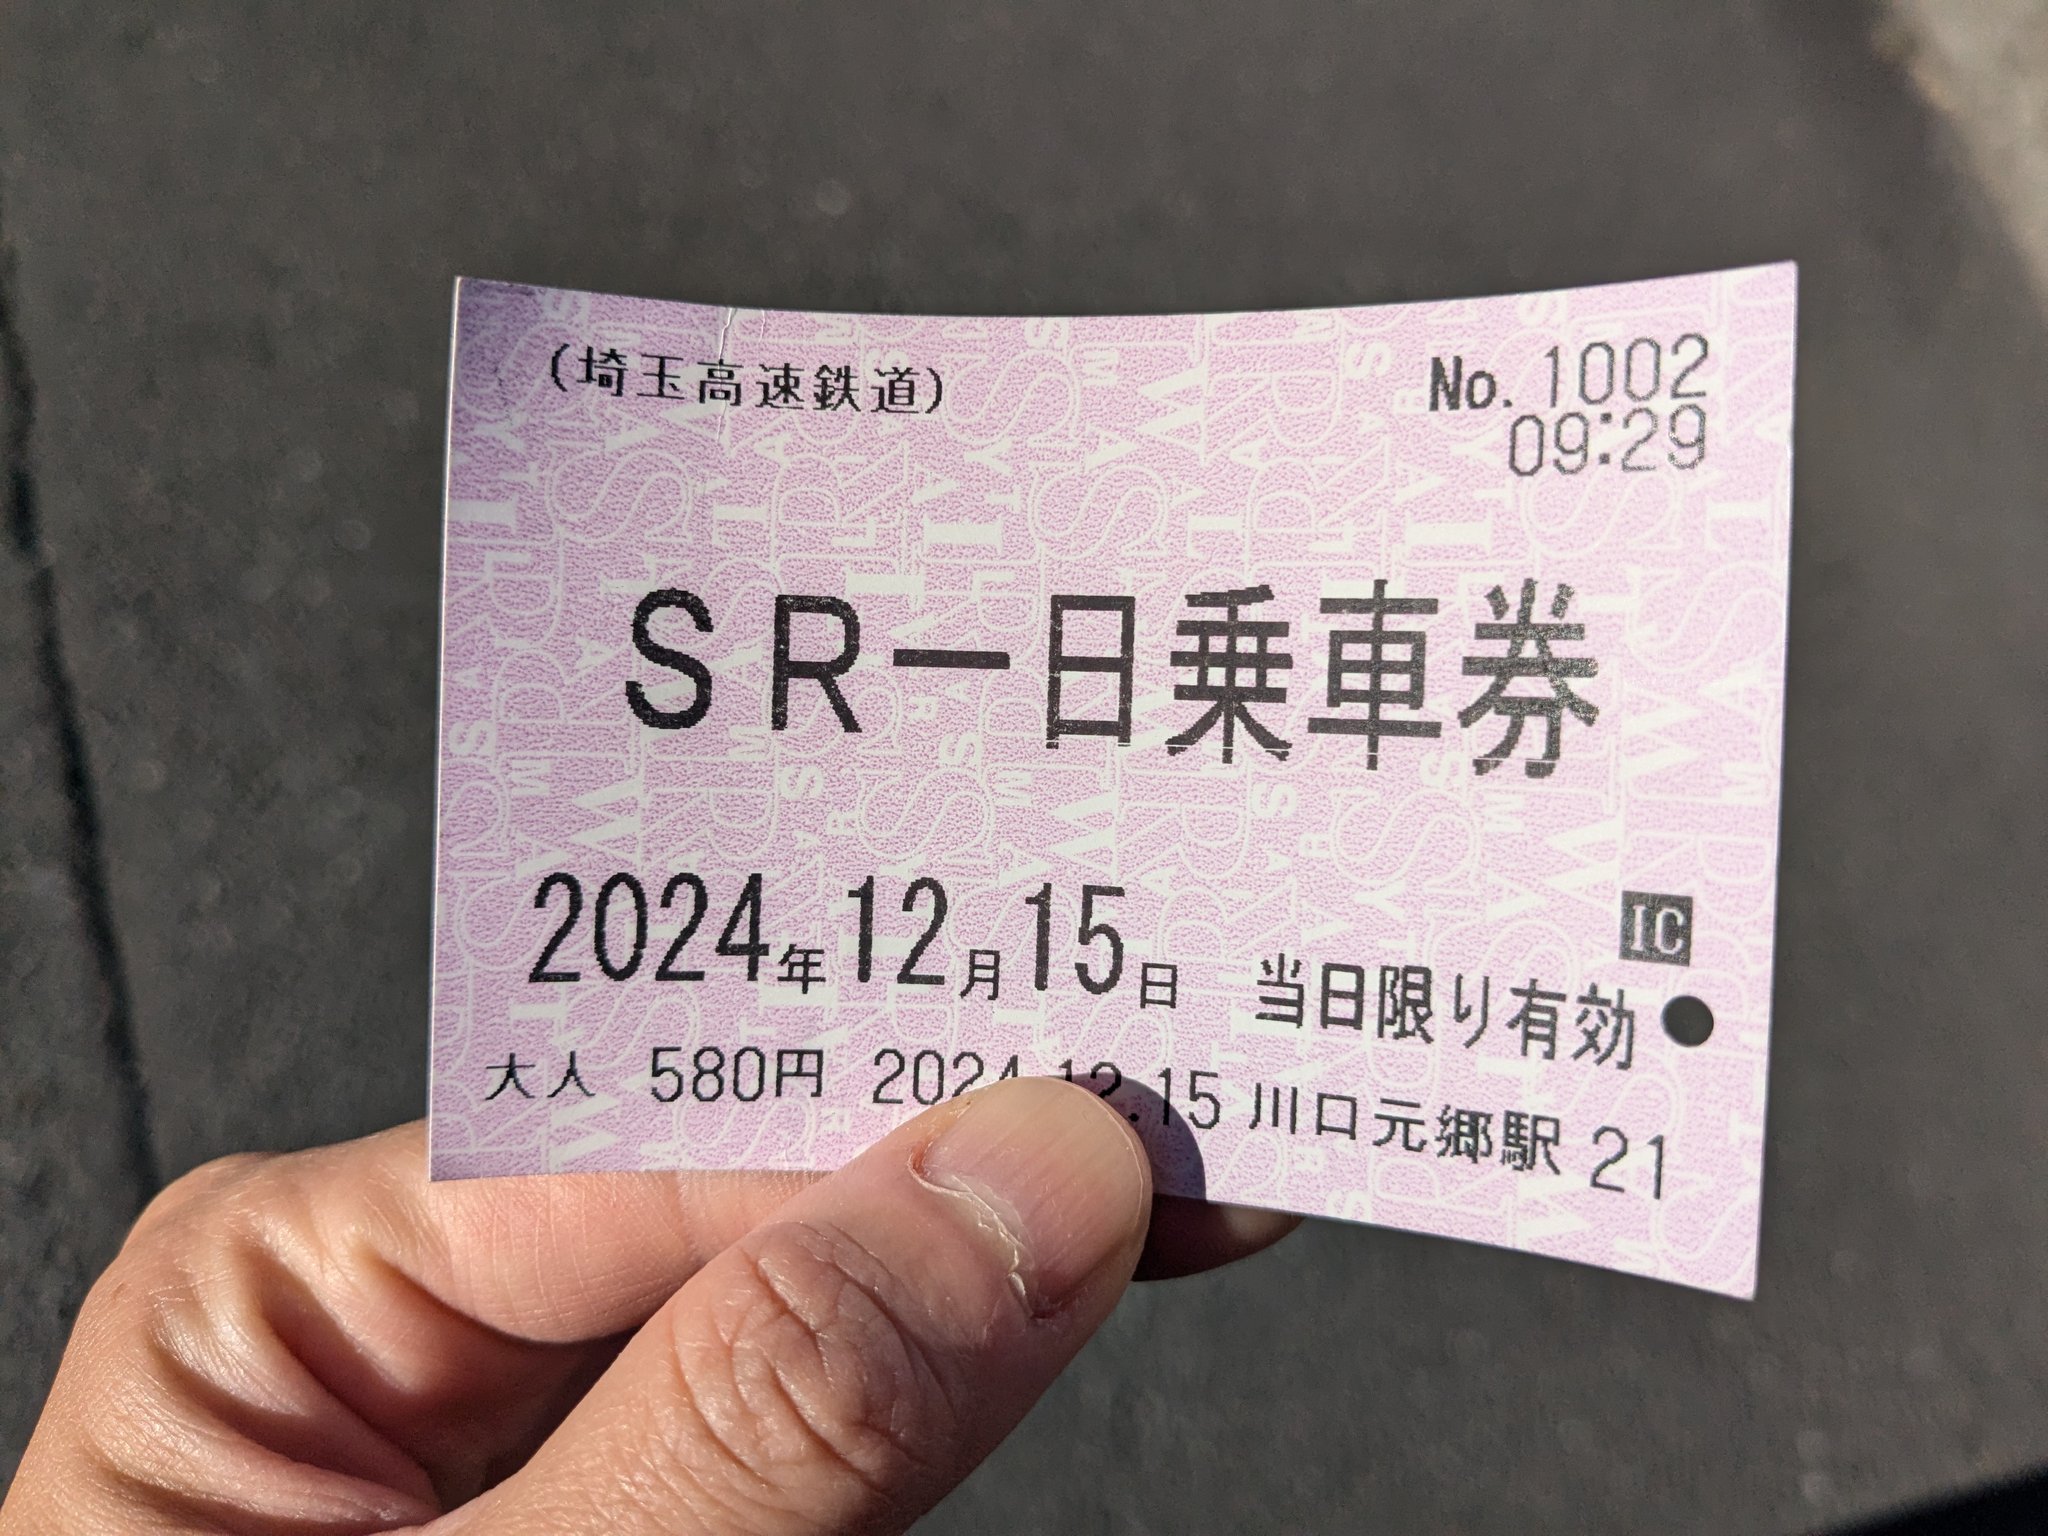 (埼玉高速鉄道)
No. 1002
09:29
SR一日乗車券
2024年12月15日 当日限り有効
IC
大人 580円 2024.12.15 川口元郷駅 21